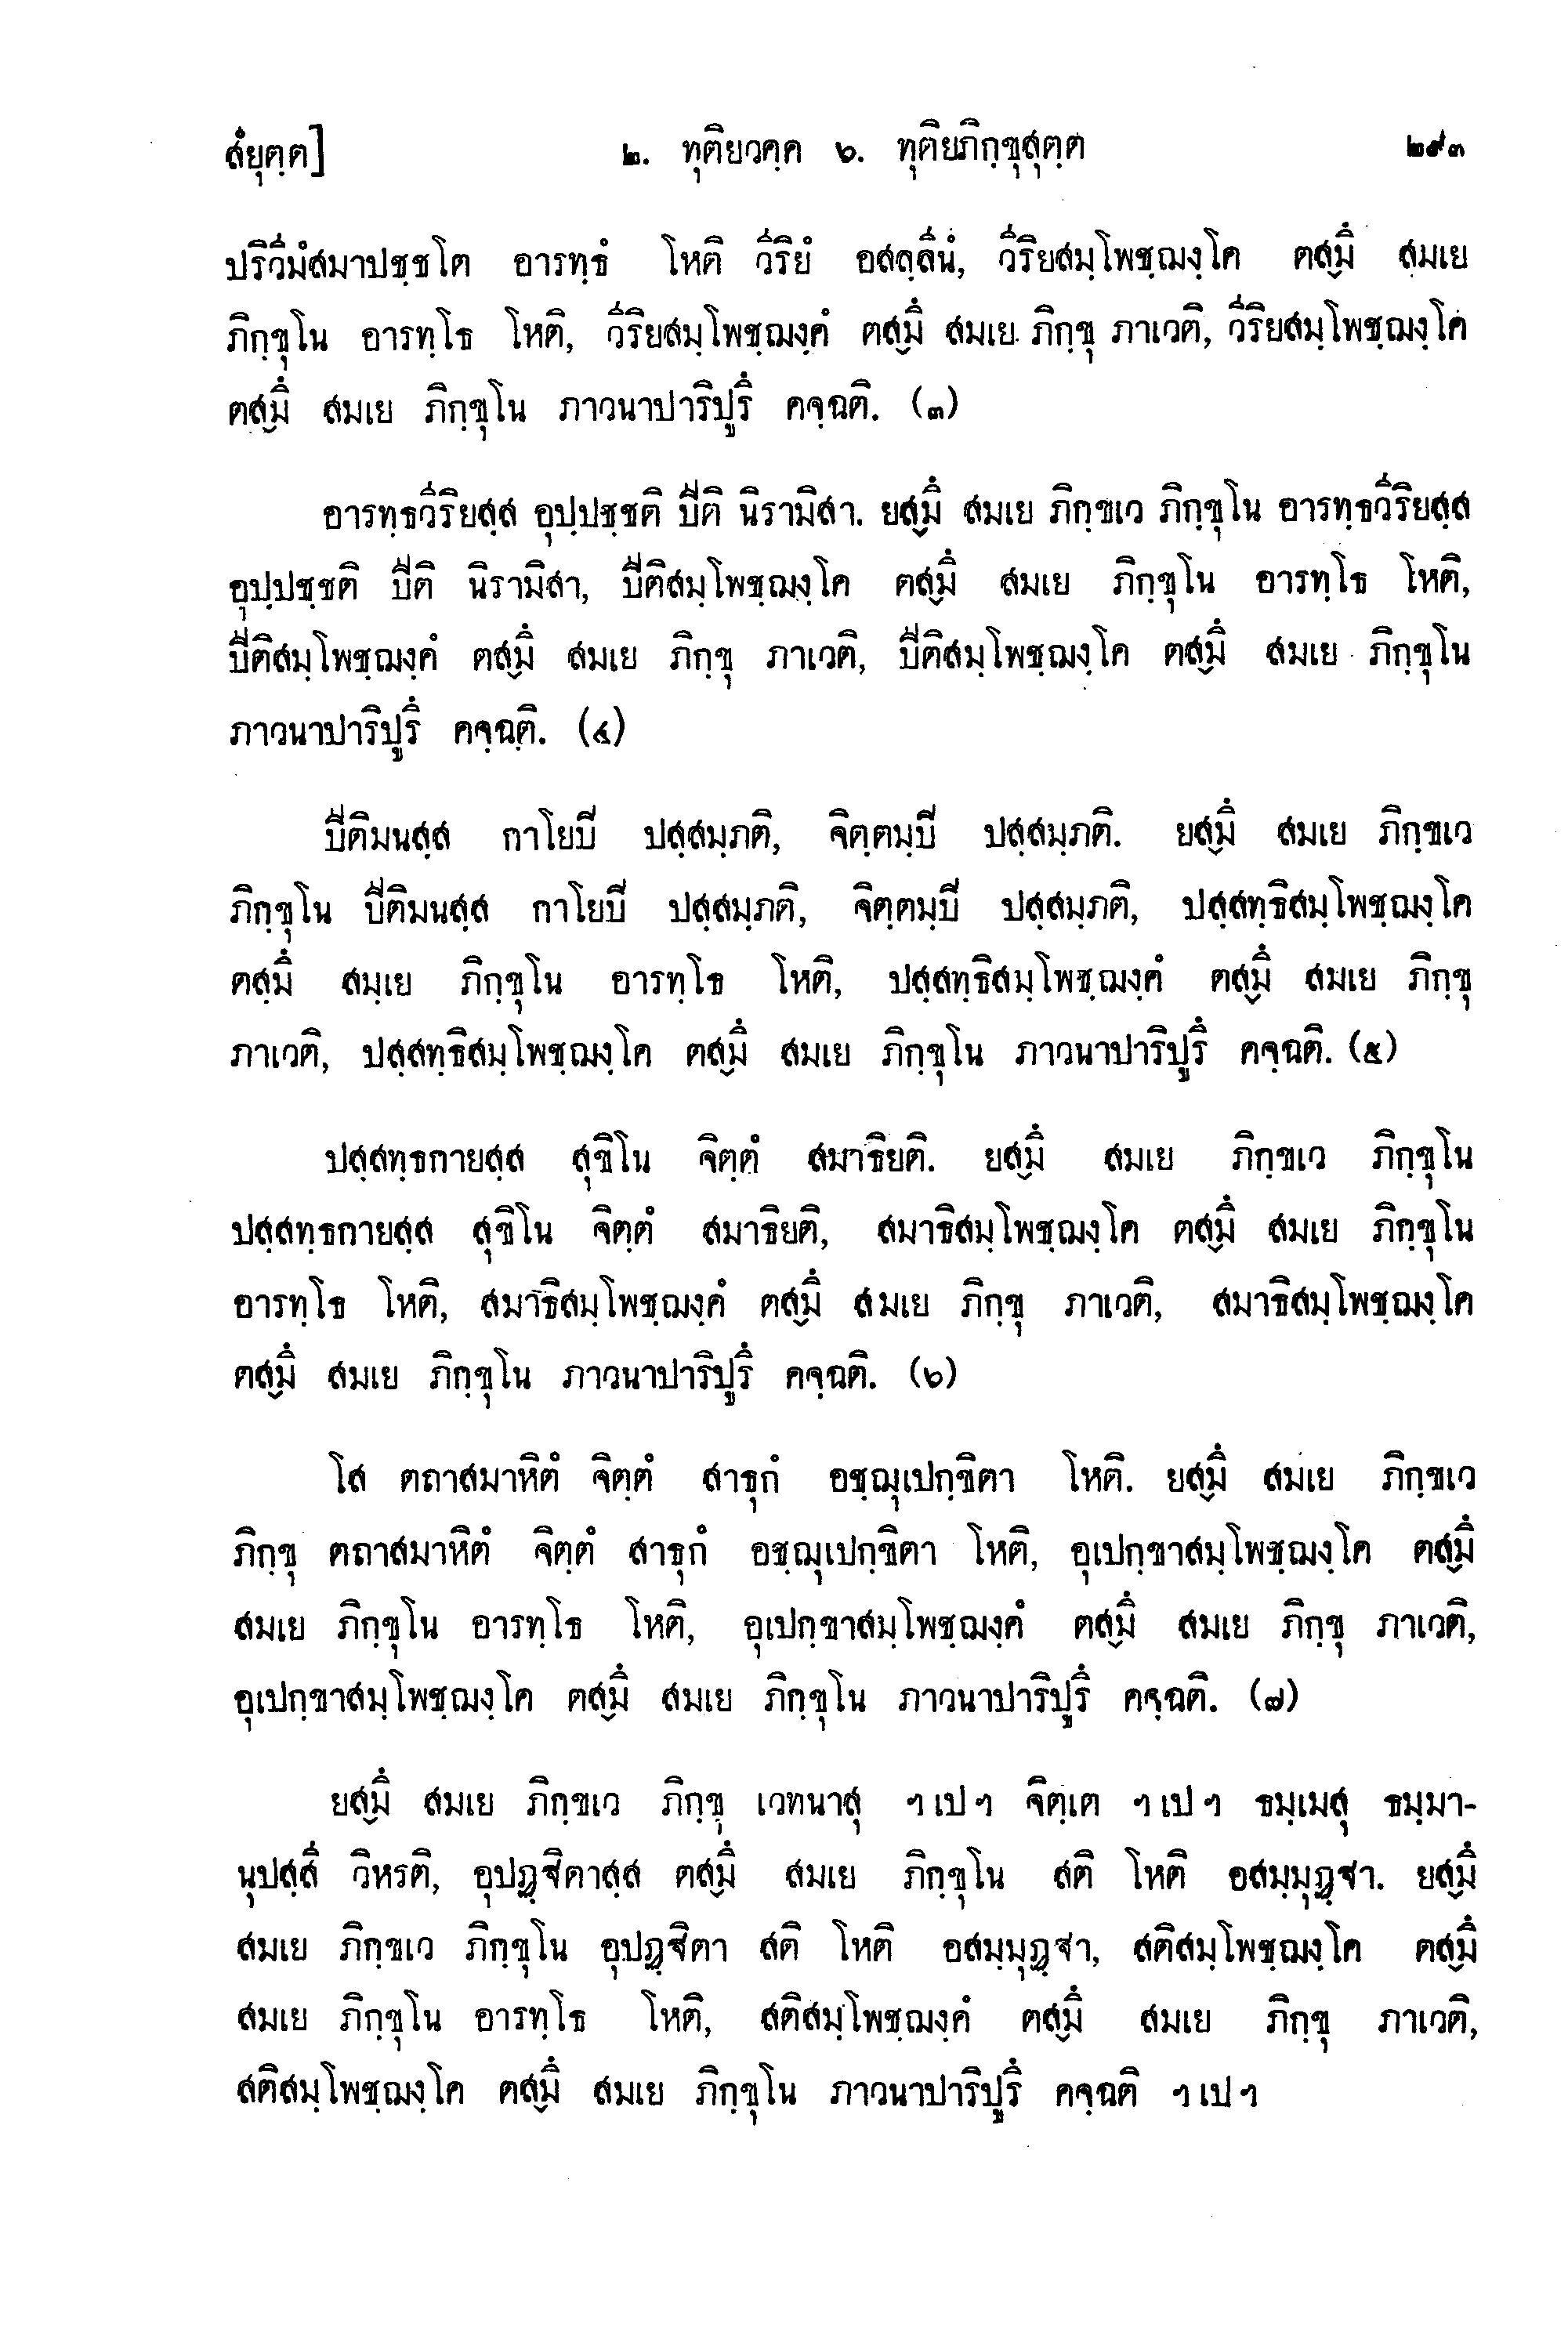 สํยุตฺต] ๒. ทุติยวคฺค ๖. ทุติยภิกฺขุสุตฺต ๒๙๓
ปริวีมํสมาปชฺชโต อารทฺธํ โหติ วีริยํ อสลฺลีนํ, วีริยสมฺโพชฺฌงฺโค ตสฺมึ สมเย
ภิกฺขุโน อารทฺโธ โหติ, วีริยสมฺโพชฺฌงฺคํ ตสฺมึ สมเย ภิกฺขุ ภาเวติ, วีริยสมฺโพชฺฌงฺโค
ตสฺมึ สมเย ภิกฺขุโน ภาวนาปาริปูรึ คจฺฉติ. (๓)
อารทฺธวีริยสฺส อุปฺปชฺชติ ปีติ นิรามิสา. ยสฺมึ สมเย ภิกฺขเว ภิกฺขุโน อารทฺธวีริยสฺส
อุปฺปชฺชติ ปีติ นิรามิสา, ปีติสมฺโพชฺฌงฺโค ตสฺมึ สมเย ภิกฺขุโน อารทฺโธ โหติ,
ปีติสมฺโพชฺฌงฺคํ ตสฺมึ สมเย ภิกฺขุ ภาเวติ, ปีติสมฺโพชฺฌงฺโค ตสฺมึ สมเย ภิกฺขุโน
ภาวนาปาริปูรึ คจฺฉติ. (๔)
ปีติมนสฺส กาโยปี ปสฺสมฺภติ, จิตฺตมฺปี ปสฺสมฺภติ. ยสฺมึ สมเย ภิกฺขเว
ภิกฺขุโน ปีติมนสฺส กาโยปี ปสฺสมฺภติ, จิตฺตมฺปี ปสฺสมฺภติ, ปสฺสทฺธิสมฺโพชฺฌงฺโค
ตสฺมึ สมเย ภิกฺขุโน อารทฺโธ โหติ, ปสฺสทฺธิสมฺโพชฺฌงฺคํ ตสฺมึ สมเย ภิกฺขุ
ภาเวติ, ปสฺสทฺธิสมฺโพชฺฌงฺโค ตสฺมึ สมเย ภิกฺขุโน ภาวนาปาริปูรึ คจฺฉติ. (๕)
ปสฺสทฺธกายสฺส สุขิโน จิตฺตํ สมาธิยติ. ยสฺมึ สมเย ภิกฺขเว ภิกฺขุโน
ปสฺสทฺธกายสฺส สุขิโน จิตฺตํ สมาธิยติ, สมาธิสมฺโพชฺฌงฺโค ตสฺมึ สมเย ภิกฺขุโน
อารทฺโธ โหติ, สมาธิสมฺโพชฺฌงฺคํ ตสฺมึ สมเย ภิกฺขุ ภาเวติ, สมาธิสมฺโพชฺฌงฺโค
ตสฺมึ สมเย ภิกฺขุโน ภาวนาปาริปูรึ คจฺฉติ. (๖)
โส ตถาสมาหิตํ จิตฺตํ สาธุกํ อชฺฌุเปกฺขิตา โหติ. ยสฺมึ สมเย ภิกฺขเว
ภิกฺขุ ตถาสมาหิตํ จิตฺตํ สาธุกํ อชฺฌุเปกฺขิตา โหติ, อุเปกฺขาสมฺโพชฺฌงฺโค ตสฺมึ
สมเย ภิกฺขุโน อารทฺโธ โหติ, อุเปกฺขาสมฺโพชฺฌงฺคํ ตสฺมึ สมเย ภิกฺขุ ภาเวติ,
อุเปกฺขาสมฺโพชฺฌงฺโค ตสฺมึ สมเย ภิกฺขุโน ภาวนาปาริปูรึ คจฺฉติ. (๗)
ยสฺมึ สมเย ภิกฺขเว ภิกฺขุ เวทนาสุ ฯเปฯ จิตฺเต ฯเปฯ ธมฺเมสุ ธมฺมา-
นุปสฺสี วิหรติ, อุปฏฺฐิตาสฺส ตสฺมึ สมเย ภิกฺขุโน สติ โหติ อสมฺมุฏฺฐา. ยสฺมึ
สมเย ภิกฺขเว ภิกฺขุโน อุปฏฺฐิตา สติ โหติ อสมฺมุฏฺฐา, สติสมฺโพชฺฌงฺโค ตสฺมึ
สมเย ภิกฺขุโน อารทฺโธ โหติ, สติสมฺโพชฺฌงฺคํ ตสฺมึ สมเย ภิกฺขุ ภาเวติ,
สติสมฺโพชฺฌงฺโค ตสฺมึ สมเย ภิกฺขุโน ภาวนาปาริปูรึ คจฺฉติ ฯเปฯ